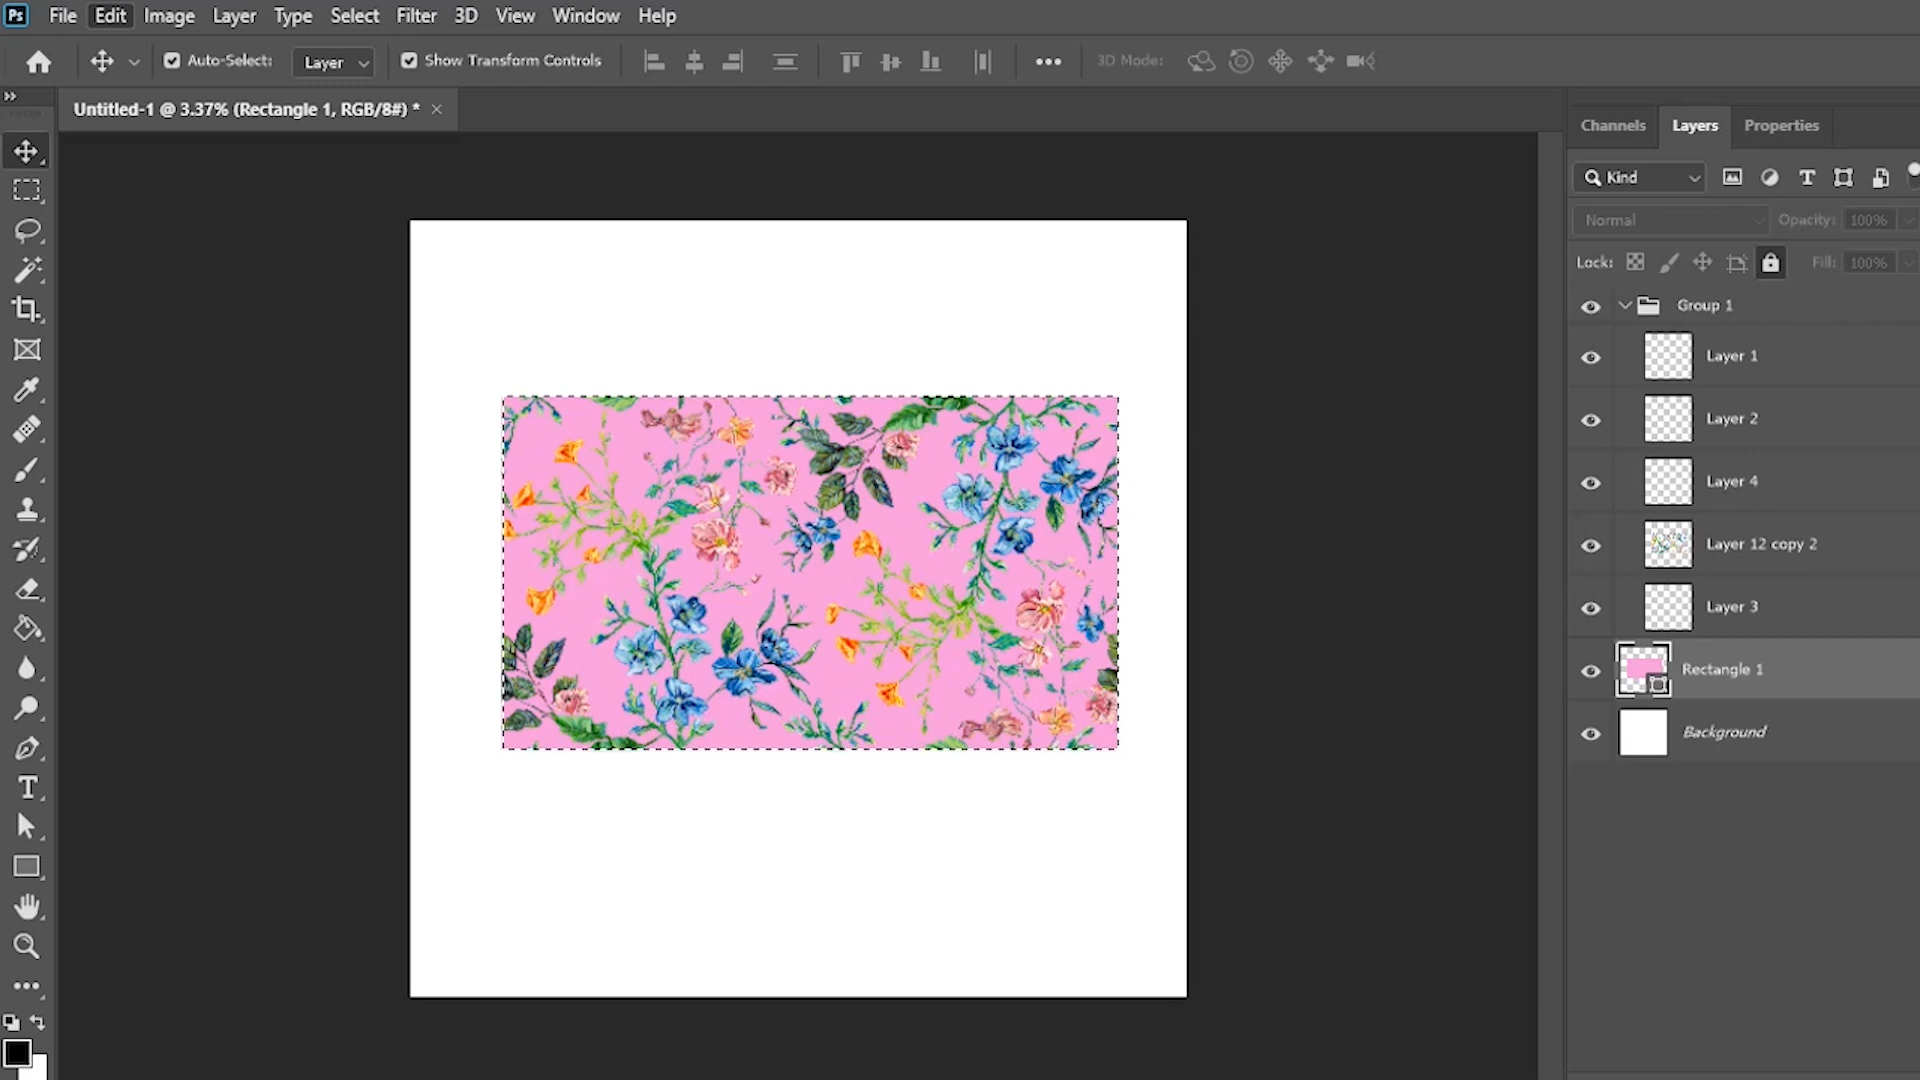 Ps File Edit Image Layer Type Select Filter 3D View Window Help
Auto-Select: Layer Show Transform Controls 3D Mode:
Untitled-1 @ 3.37% (Rectangle 1, RGB/8#) *
Channels Layers Properties
Kind
Normal Opacity: 100%
Lock: Fill: 100%
Group 1
Layer 1
Layer 2
Layer 4
Layer 12 copy 2
Layer 3
Rectangle 1
Background